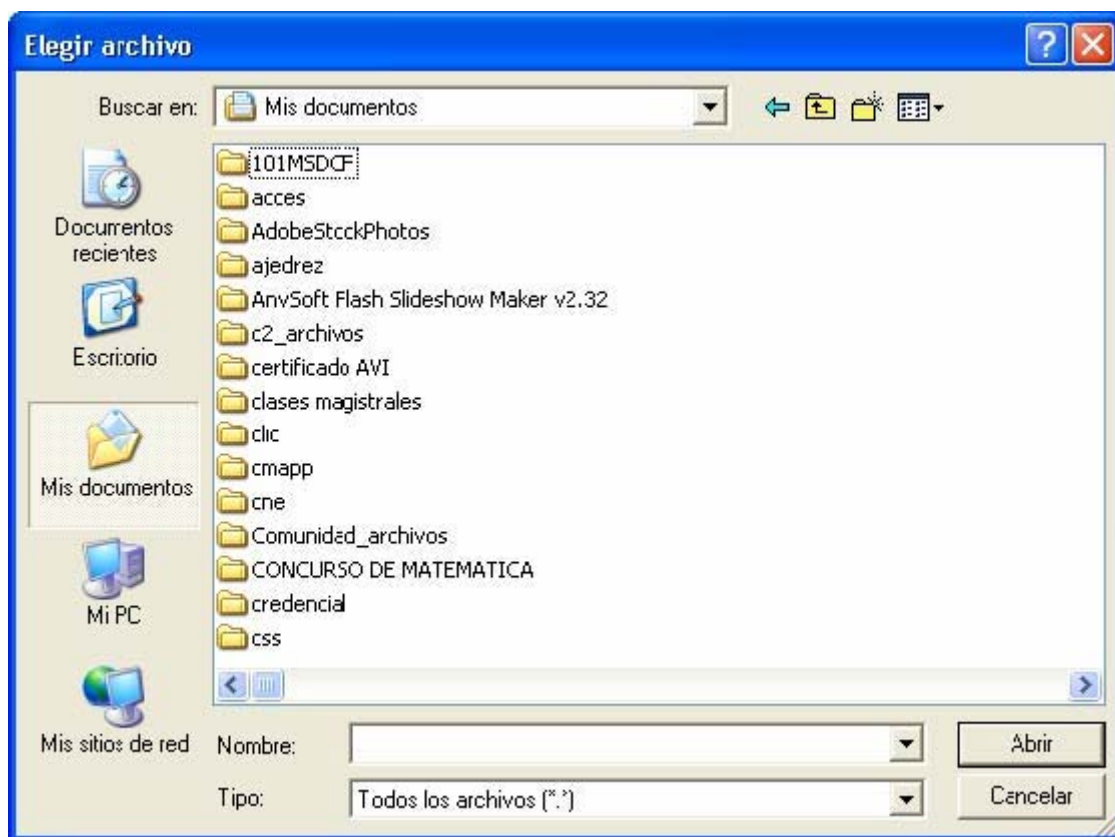 Elegir archivo
Buscar en:
Mis documentos
Documentos
recientes
Escritorio
Mis documentos
Mi PC
Mis sitios de red
101MSDCF
acces
AdobeStockPhotos
ajedrez
AnvSoft Flash Slideshow Maker v2.32
c2_archivos
certificado AVI
clases magistrales
clic
cmapp
cne
Comunidad_archivos
CONCURSO DE MATEMATICA
credencial
css
Nombre:
Abrir
Tipo:
Todos los archivos (*.*)
Cancelar